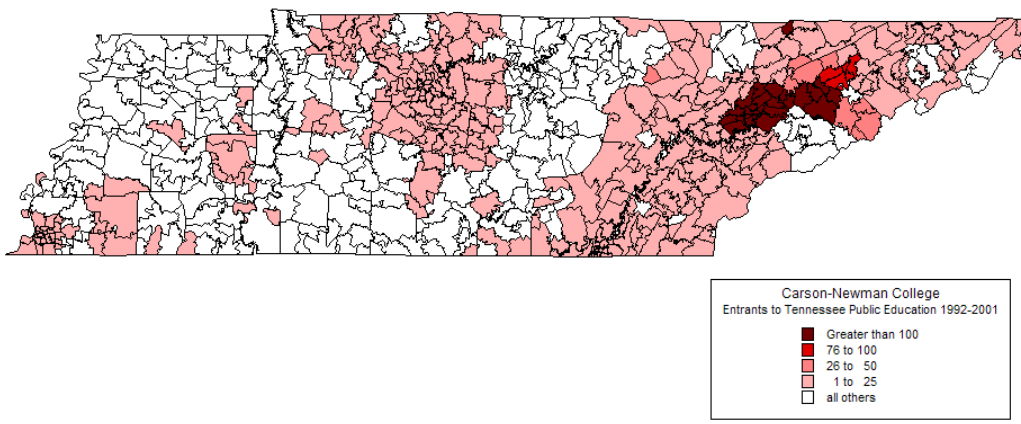 Carson-Newman College
Entrants to Tennessee Public Education 1992-2001
Greater than 100
76 to 100
26 to 50
1 to 25
all others